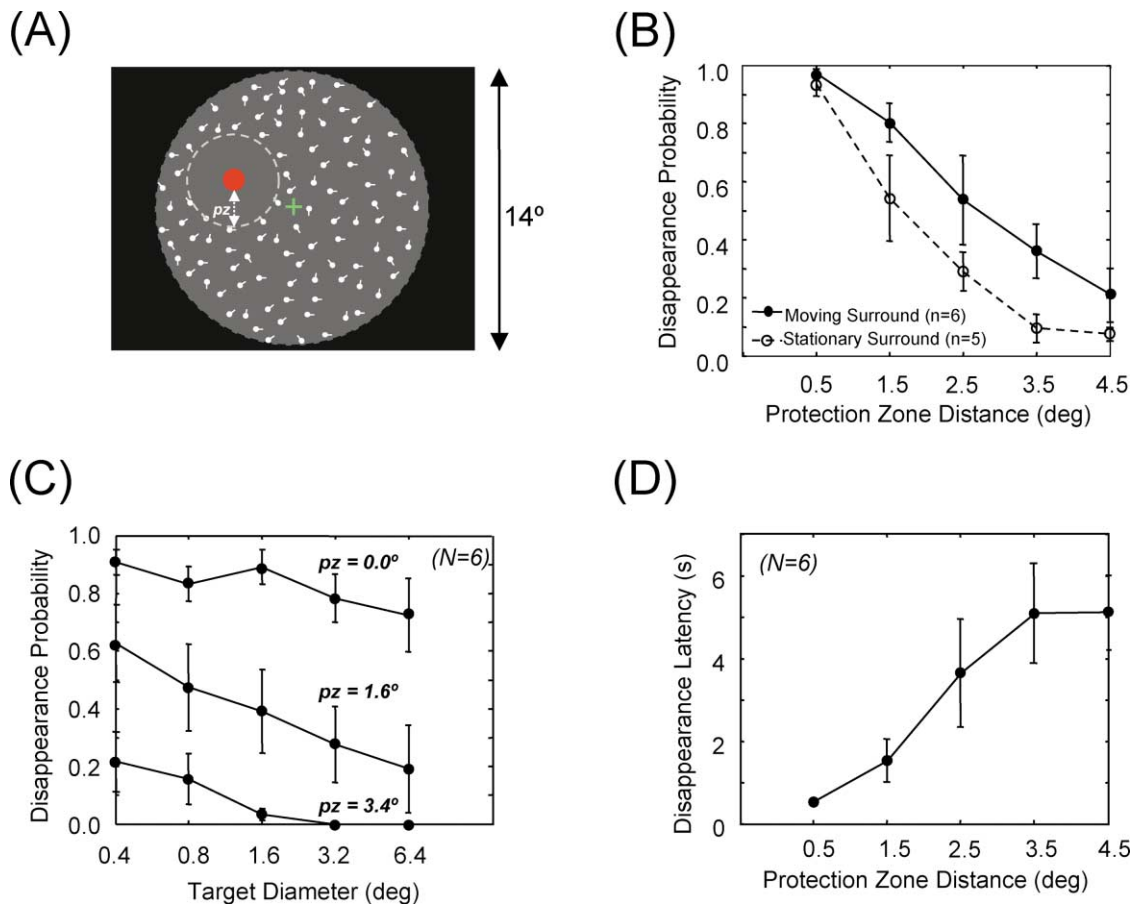 (A)
pz
14º
(B)
Disappearance Probability
1.0
0.8
0.6
0.4
0.2
0.0
Moving Surround (n=6)
Stationary Surround (n=5)
0.5 1.5 2.5 3.5 4.5
Protection Zone Distance (deg)
(C)
Disappearance Probability
1.0
0.8
0.6
0.4
0.2
0.0
(N=6)
pz = 0.0º
pz = 1.6º
pz = 3.4º
0.4 0.8 1.6 3.2 6.4
Target Diameter (deg)
(D)
Disappearance Latency (s)
6
4
2
0
(N=6)
0.5 1.5 2.5 3.5 4.5
Protection Zone Distance (deg)